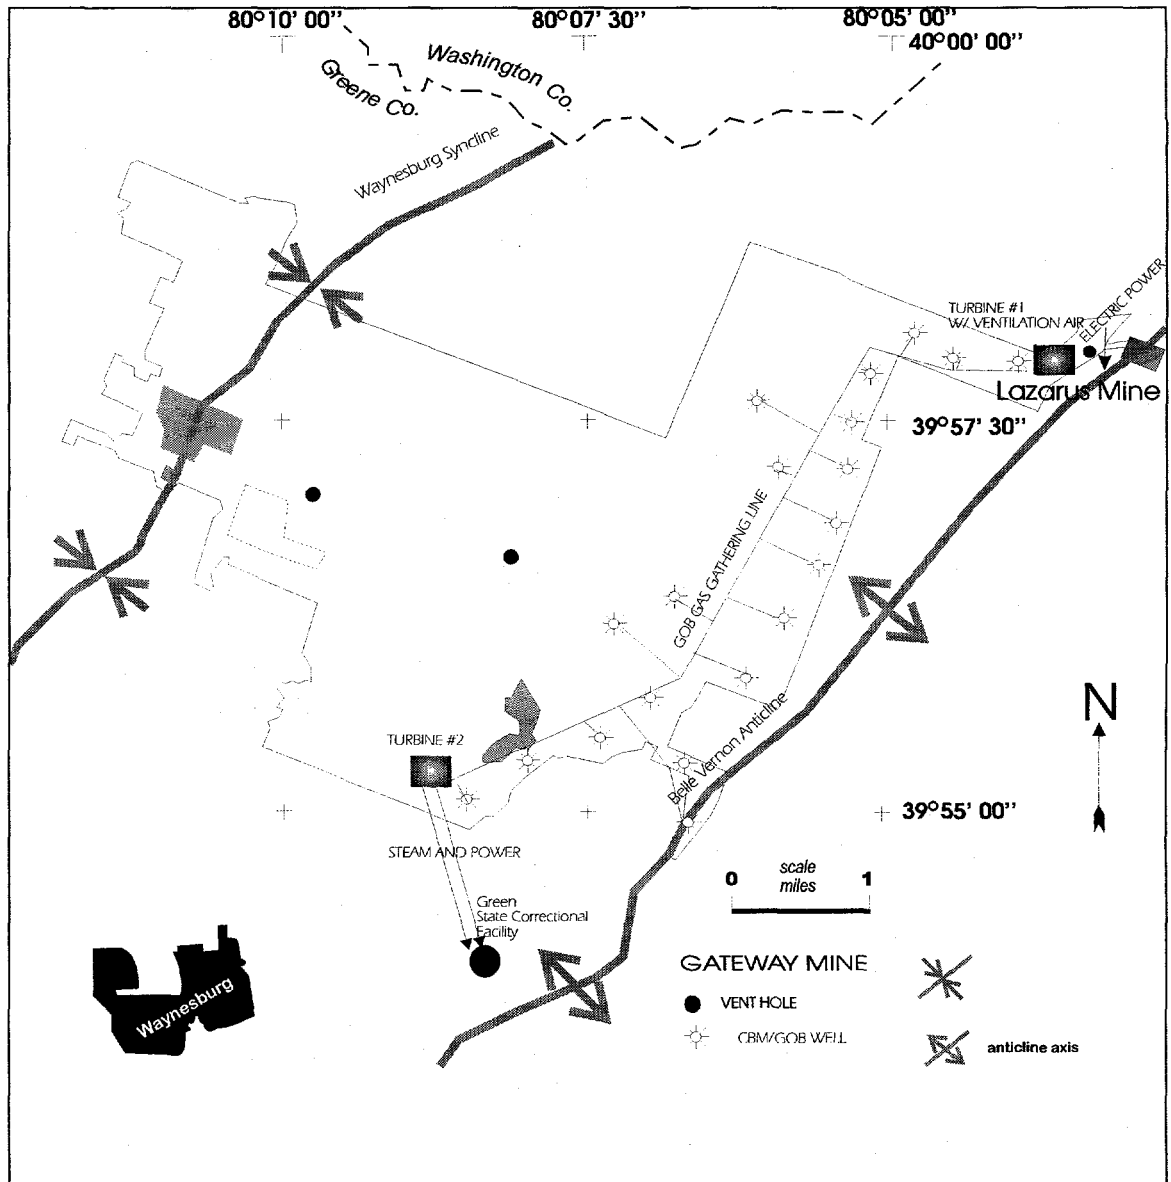 80°10' 00"
80°07' 30"
80°05' 00"
40°00' 00"
Washington Co.
Greene Co.
Waynesburg Syncline
TURBINE #1
W/. VENTILATION AIR
ELECTRIC POWER
Lazarus Mine
39°57' 30"
GOB GAS GATHERING LINE
Belle Vernon Anticline
N
TURBINE #2
39°55' 00"
STEAM AND POWER
scale
miles
0 1
Green
State Correctional
Facility
GATEWAY MINE
VENT HOLE
CBM/GOB WELL
anticline axis
Waynesburg